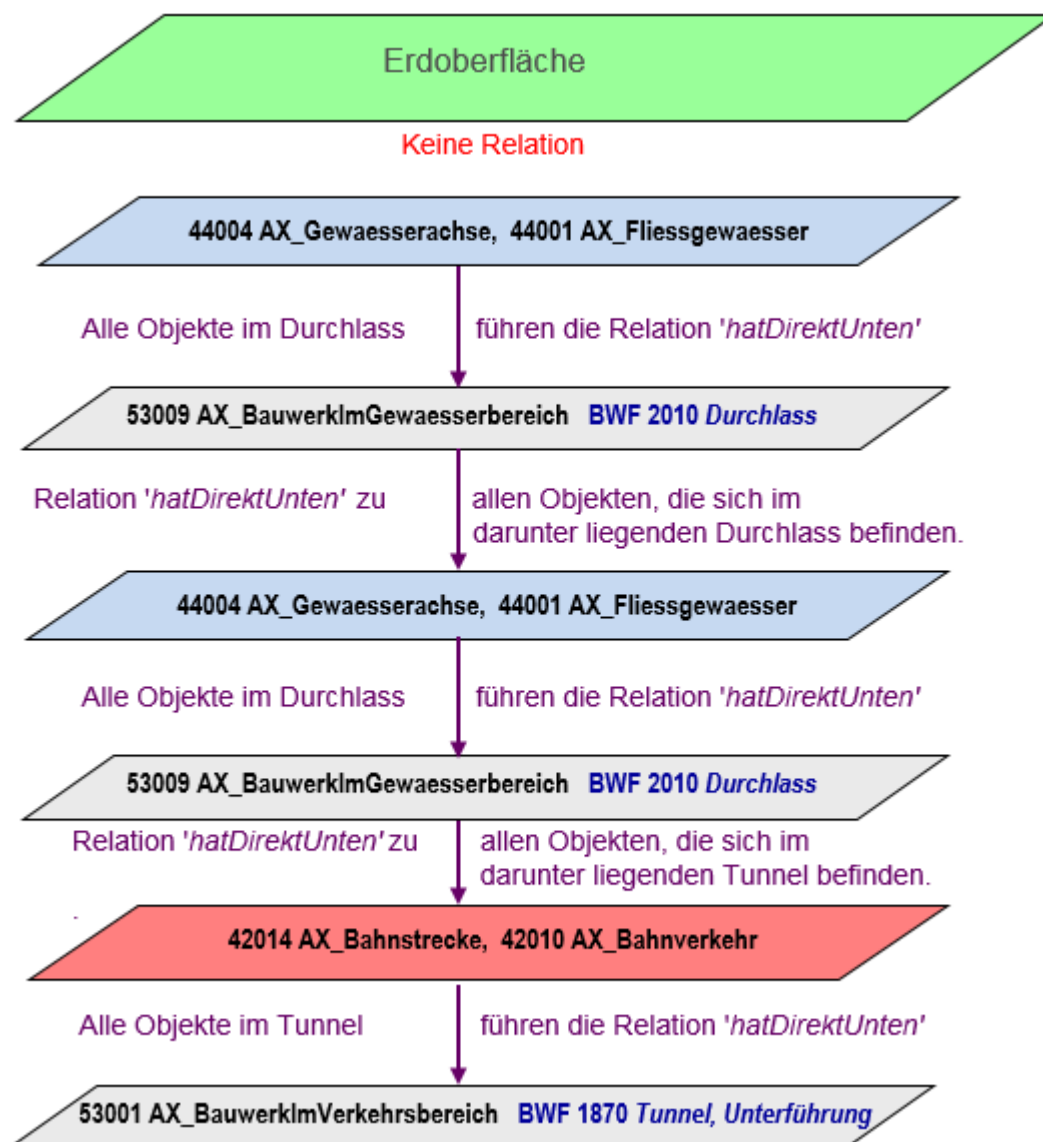 Erdoberfläche
Keine Relation
44004 AX_Gewaesserachse, 44001 AX_Fliessgewaesser
Alle Objekte im Durchlass führen die Relation 'hatDirektUnten'
53009 AX_BauwerkImGewaesserbereich BWF 2010 Durchlass
Relation 'hatDirektUnten' zu allen Objekten, die sich im
darunter liegenden Durchlass befinden.
44004 AX_Gewaesserachse, 44001 AX_Fliessgewaesser
Alle Objekte im Durchlass führen die Relation 'hatDirektUnten'
53009 AX_BauwerkImGewaesserbereich BWF 2010 Durchlass
Relation 'hatDirektUnten' zu allen Objekten, die sich im
darunter liegenden Tunnel befinden.
.
42014 AX_Bahnstrecke, 42010 AX_Bahnverkehr
Alle Objekte im Tunnel führen die Relation 'hatDirektUnten'
53001 AX_BauwerkImVerkehrsbereich BWF 1870 Tunnel, Unterführung